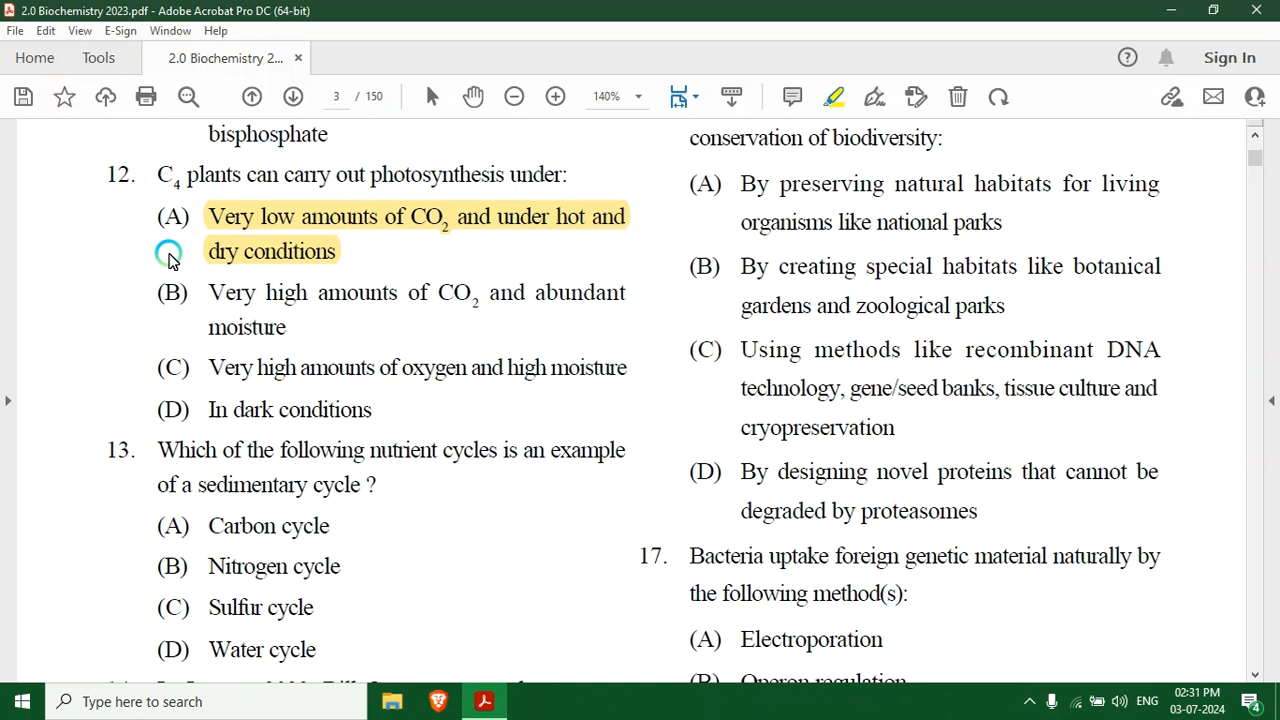 2.0 Biochemistry 2023.pdf - Adobe Acrobat Pro DC (64-bit)
File Edit View E-Sign Window Help
Home Tools 2.0 Biochemistry 2... × Sign In
3 / 150 140%
bisphosphate
12. C4 plants can carry out photosynthesis under:
(A) Very low amounts of CO2 and under hot and
dry conditions
(B) Very high amounts of CO2 and abundant
moisture
(C) Very high amounts of oxygen and high moisture
(D) In dark conditions
13. Which of the following nutrient cycles is an example
of a sedimentary cycle ?
(A) Carbon cycle
(B) Nitrogen cycle
(C) Sulfur cycle
(D) Water cycle
conservation of biodiversity:
(A) By preserving natural habitats for living
organisms like national parks
(B) By creating special habitats like botanical
gardens and zoological parks
(C) Using methods like recombinant DNA
technology, gene/seed banks, tissue culture and
cryopreservation
(D) By designing novel proteins that cannot be
degraded by proteasomes
17. Bacteria uptake foreign genetic material naturally by
the following method(s):
(A) Electroporation
(B) Operon regulation
Type here to search
ENG
02:31 PM
03-07-2024
4